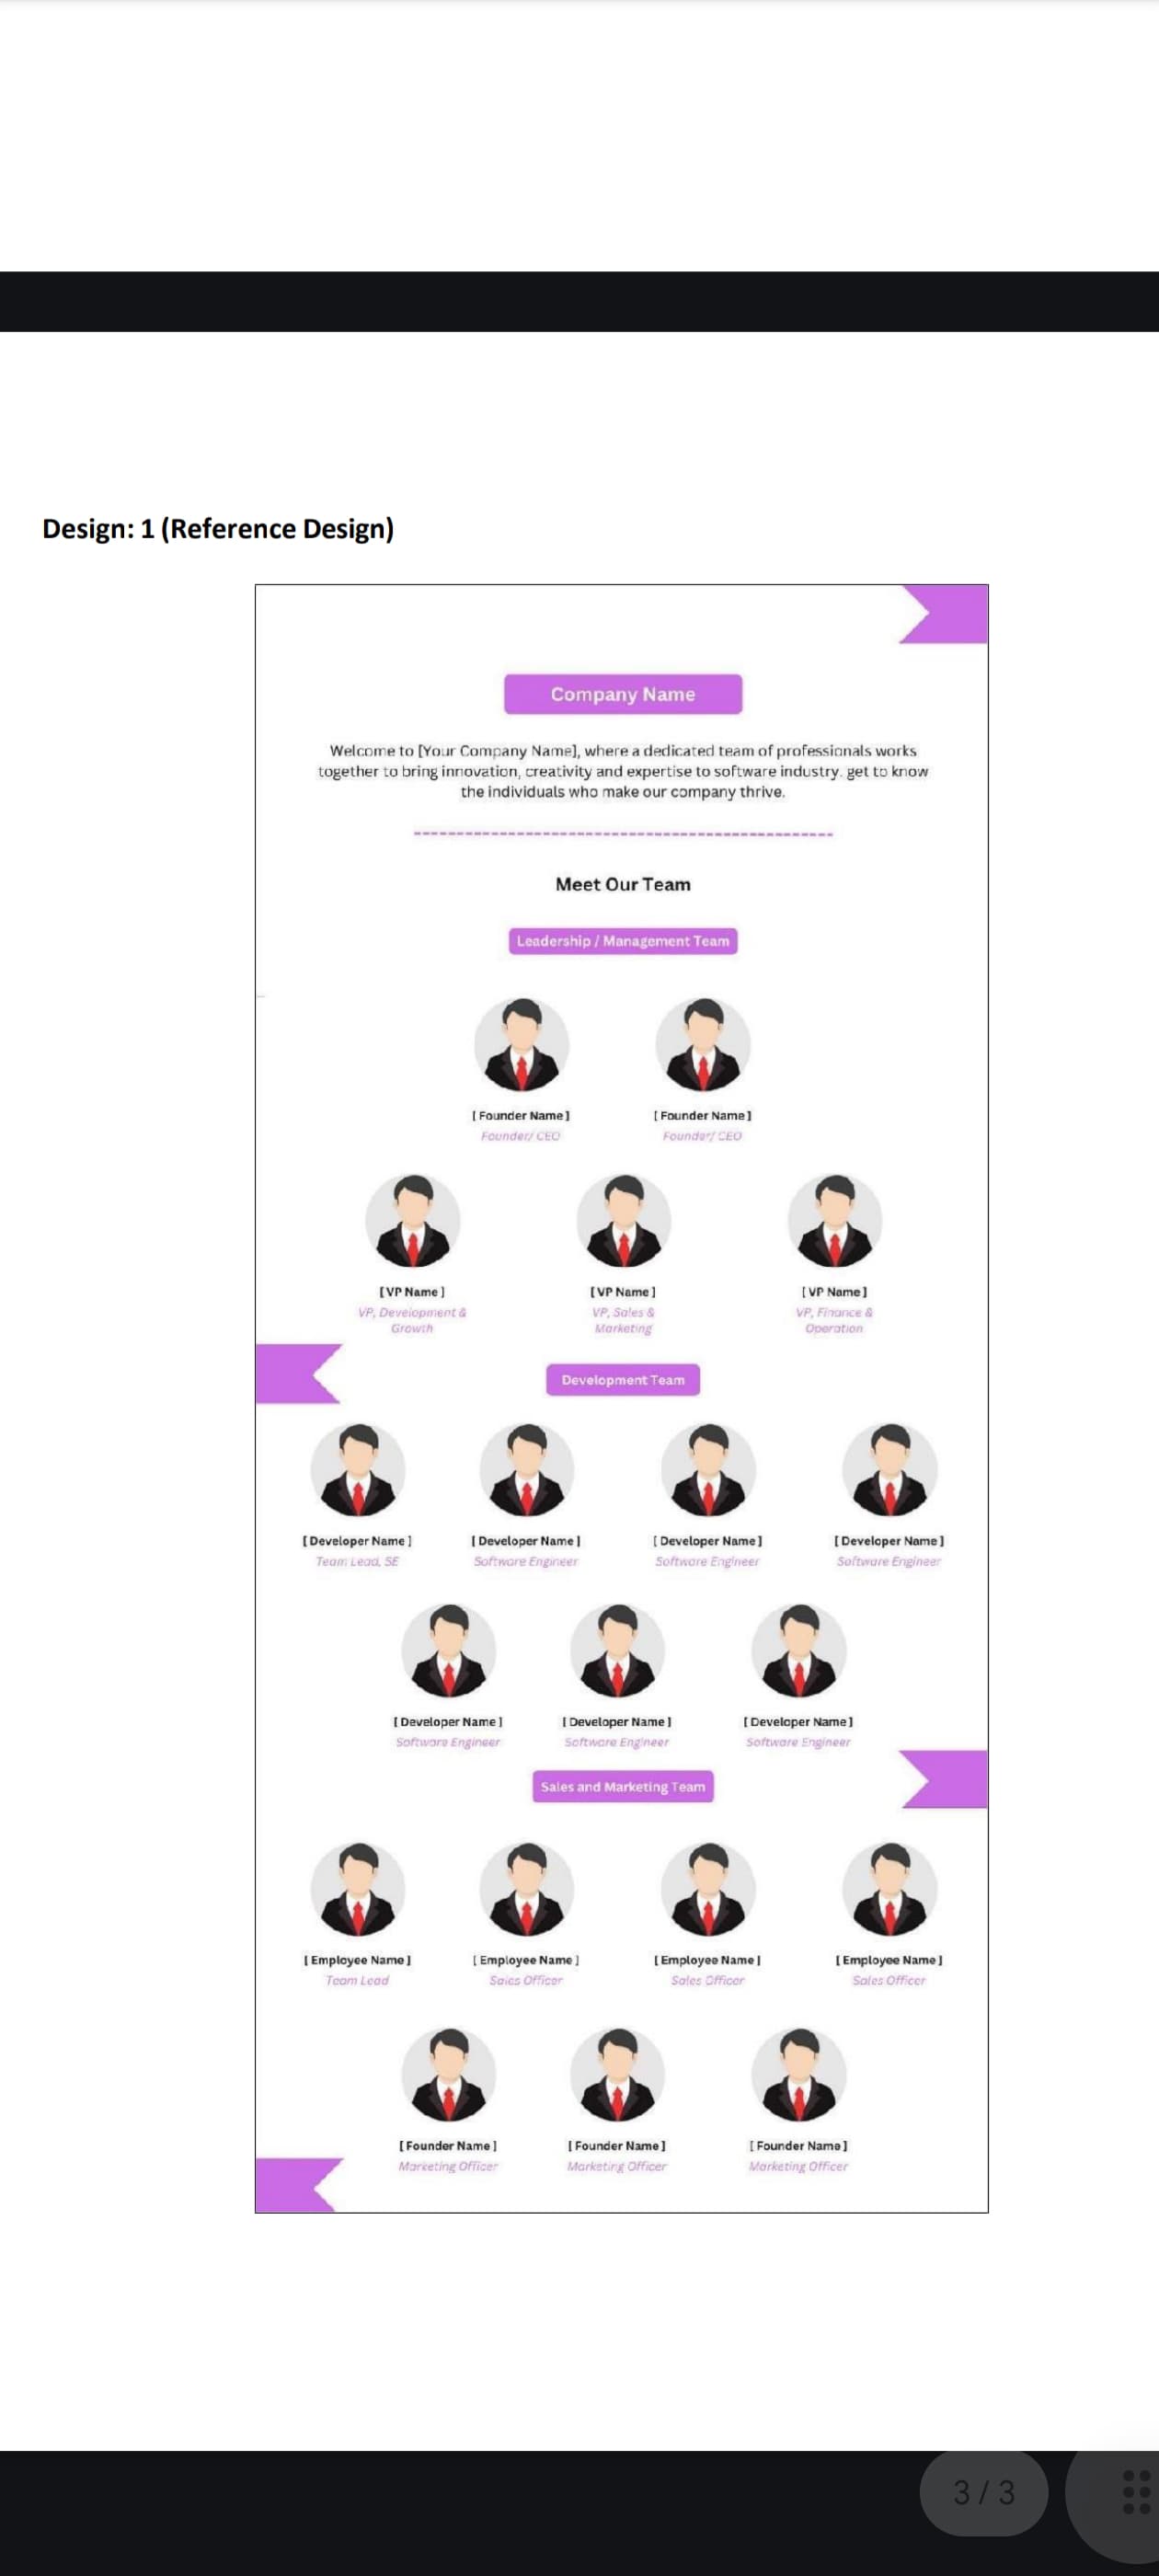 Design: 1 (Reference Design)
Company Name
Welcome to [Your Company Name], where a dedicated team of professionals works
together to bring innovation, creativity and expertise to software industry. get to know
the individuals who make our company thrive.
Meet Our Team
Leadership / Management Team
[ Founder Name ] [ Founder Name ]
Founder/ CEO Founder/ CEO
[ VP Name ] [ VP Name ] [ VP Name ]
VP, Development & VP, Sales & VP, Finance &
Growth Marketing Operation
Development Team
[ Developer Name ] [ Developer Name ] [ Developer Name ] [ Developer Name ]
Team Lead, SE Software Engineer Software Engineer Software Engineer
[ Developer Name ] [ Developer Name ] [ Developer Name ]
Software Engineer Software Engineer Software Engineer
Sales and Marketing Team
[ Employee Name ] [ Employee Name ] [ Employee Name ] [ Employee Name ]
Team Lead Sales Officer Sales Officer Sales Officer
[ Founder Name ] [ Founder Name ] [ Founder Name ]
Marketing Officer Marketing Officer Marketing Officer
3 / 3